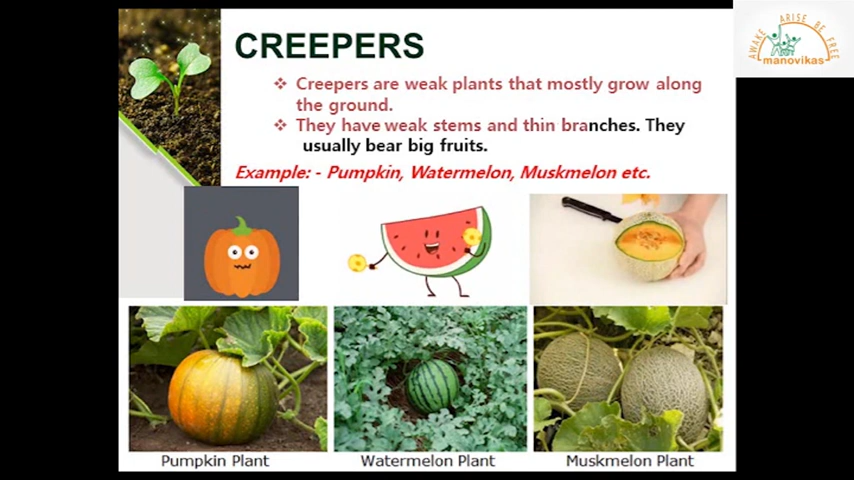 CREEPERS
AWAKE ARISE BE FREE
manovikas
❖ Creepers are weak plants that mostly grow along
the ground.
❖ They have weak stems and thin branches. They
usually bear big fruits.
Example: - Pumpkin, Watermelon, Muskmelon etc.
Pumpkin Plant
Watermelon Plant
Muskmelon Plant